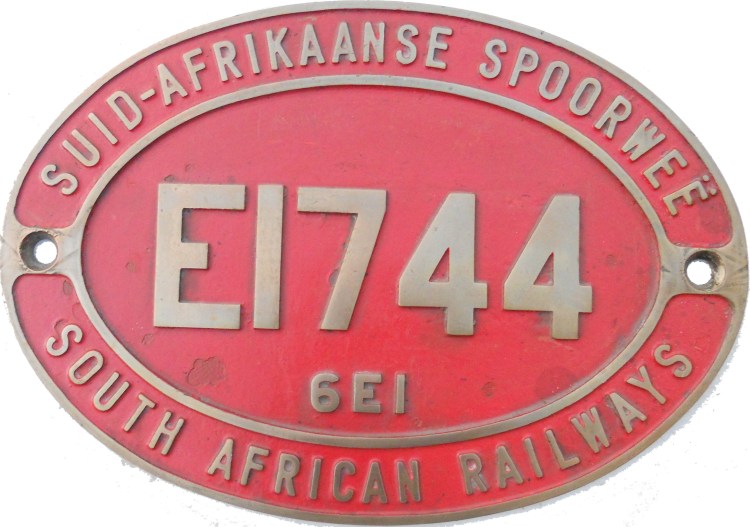 SUID-AFRIKAANSE SPOORWEË
E1744
6E1
SOUTH AFRICAN RAILWAYS